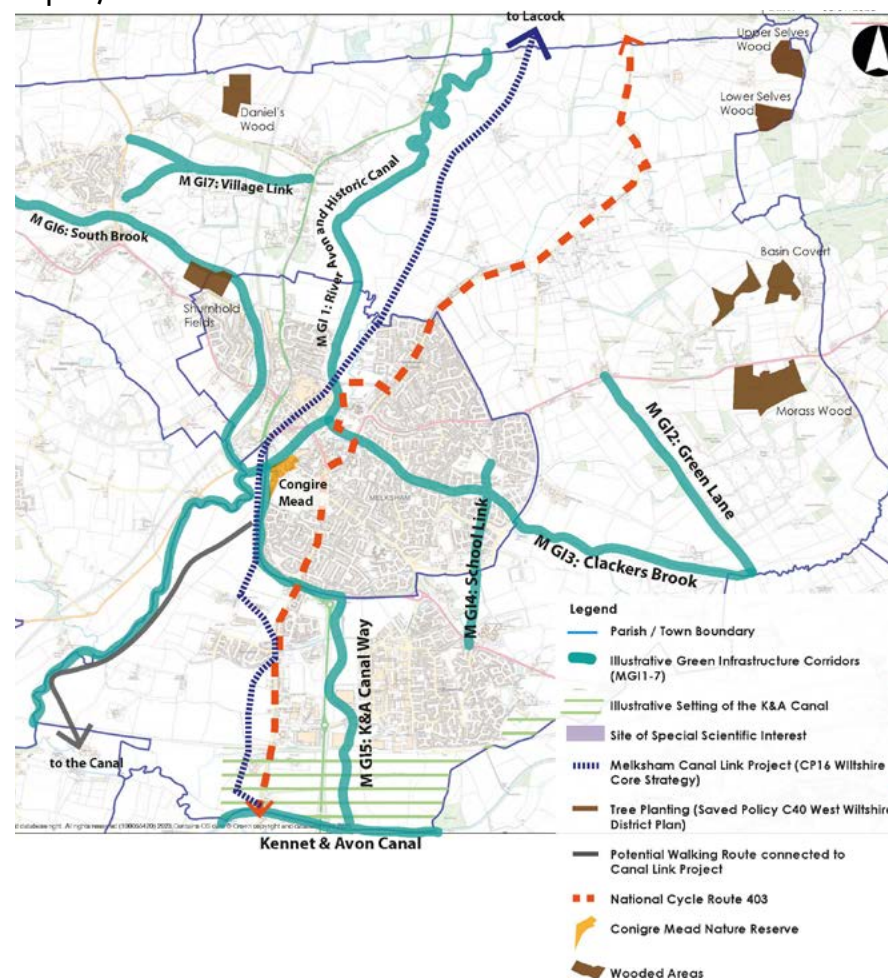 to Lacock
Upper Selves
Wood
Lower Selves
Wood
Daniel's
Wood
M GI7: Village Link
M GI6: South Brook
M GI 1: River Avon and Historic Canal
Shurnhold
Fields
Basin Covert
Morass Wood
M GI2: Green Lane
Congire
Mead
MELKSHAM
M GI4: School Link
M GI3: Clackers Brook
M GI5: K&A Canal Way
to the Canal
Kennet & Avon Canal
Legend
Parish / Town Boundary
Illustrative Green Infrastructure Corridors
(MGI1-7)
Illustrative Setting of the K&A Canal
Site of Special Scientific Interest
Melksham Canal Link Project (CP16 Wiltshire
Core Strategy)
Tree Planting (Saved Policy C40 West Wiltshire
District Plan)
Potential Walking Route connected to
Canal Link Project
National Cycle Route 403
Conigre Mead Nature Reserve
Wooded Areas